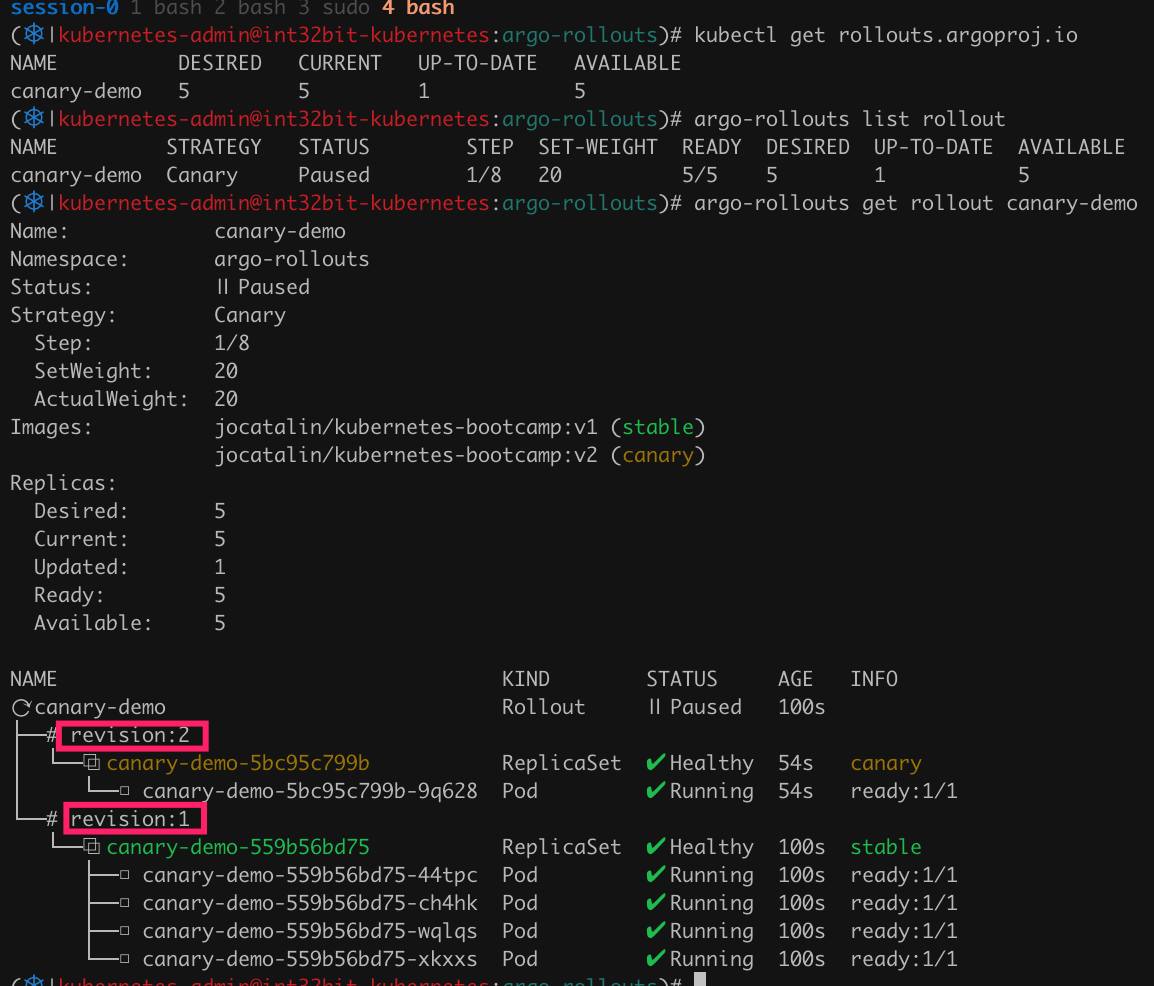 session-0 1 bash 2 bash 3 sudo 4 bash
(⎈|kubernetes-admin@int32bit-kubernetes:argo-rollouts)# kubectl get rollouts.argoproj.io
NAME DESIRED CURRENT UP-TO-DATE AVAILABLE
canary-demo 5 5 1 5
(⎈|kubernetes-admin@int32bit-kubernetes:argo-rollouts)# argo-rollouts list rollout
NAME STRATEGY STATUS STEP SET-WEIGHT READY DESIRED UP-TO-DATE AVAILABLE
canary-demo Canary Paused 1/8 20 5/5 5 1 5
(⎈|kubernetes-admin@int32bit-kubernetes:argo-rollouts)# argo-rollouts get rollout canary-demo
Name: canary-demo
Namespace: argo-rollouts
Status: ॥ Paused
Strategy: Canary
Step: 1/8
SetWeight: 20
ActualWeight: 20
Images: jocatalin/kubernetes-bootcamp:v1 (stable)
jocatalin/kubernetes-bootcamp:v2 (canary)
Replicas:
Desired: 5
Current: 5
Updated: 1
Ready: 5
Available: 5
NAME KIND STATUS AGE INFO
⟳ canary-demo Rollout ॥ Paused 100s
├──# revision:2
│ └──⧉ canary-demo-5bc95c799b ReplicaSet ✔ Healthy 54s canary
│ └──□ canary-demo-5bc95c799b-9q628 Pod ✔ Running 54s ready:1/1
└──# revision:1
└──⧉ canary-demo-559b56bd75 ReplicaSet ✔ Healthy 100s stable
├──□ canary-demo-559b56bd75-44tpc Pod ✔ Running 100s ready:1/1
├──□ canary-demo-559b56bd75-ch4hk Pod ✔ Running 100s ready:1/1
├──□ canary-demo-559b56bd75-wqlqs Pod ✔ Running 100s ready:1/1
└──□ canary-demo-559b56bd75-xkxxs Pod ✔ Running 100s ready:1/1
(⎈|kubernetes-admin@int32bit-kubernetes:argo-rollouts)#